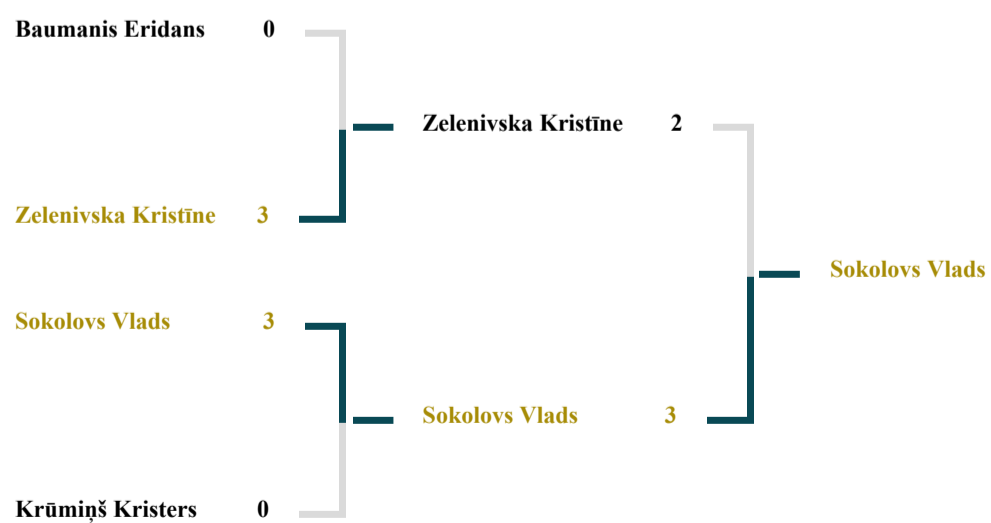 Baumanis Eridans 0
Zelenivska Kristīne 3
Sokolovs Vlads 3
Krūmiņš Kristers 0
Zelenivska Kristīne 2
Sokolovs Vlads 3
Sokolovs Vlads